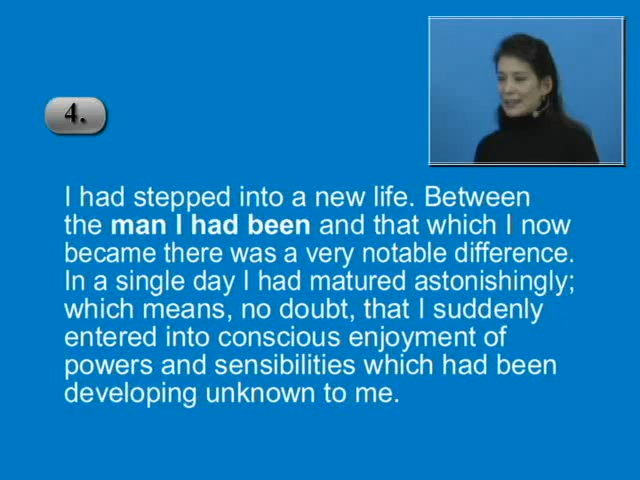 4.
I had stepped into a new life. Between
the man I had been and that which I now
became there was a very notable difference.
In a single day I had matured astonishingly;
which means, no doubt, that I suddenly
entered into conscious enjoyment of
powers and sensibilities which had been
developing unknown to me.